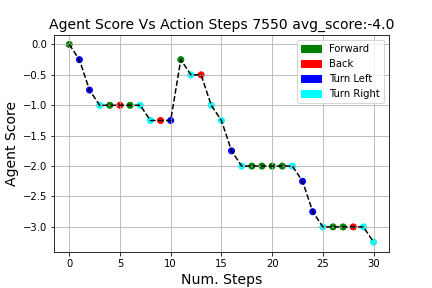 Agent Score Vs Action Steps 7550 avg_score:-4.0
0.0
−0.5
−1.0
−1.5
−2.0
−2.5
−3.0
Agent Score
Forward
Back
Turn Left
Turn Right
0 5 10 15 20 25 30
Num. Steps